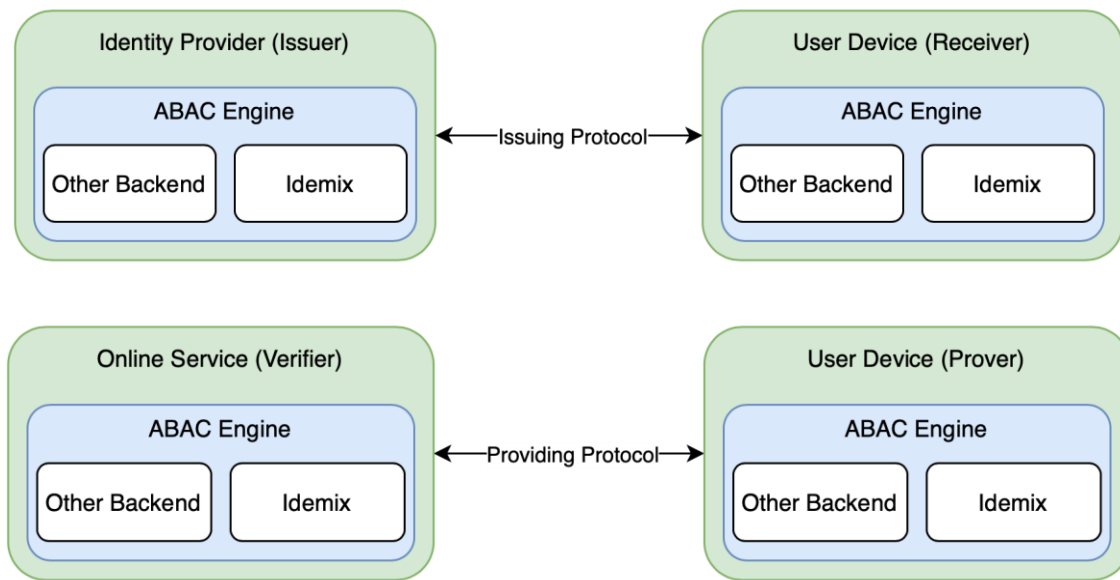 Identity Provider (Issuer)
ABAC Engine
Other Backend
Idemix
Issuing Protocol
User Device (Receiver)
ABAC Engine
Other Backend
Idemix
Online Service (Verifier)
ABAC Engine
Other Backend
Idemix
Providing Protocol
User Device (Prover)
ABAC Engine
Other Backend
Idemix